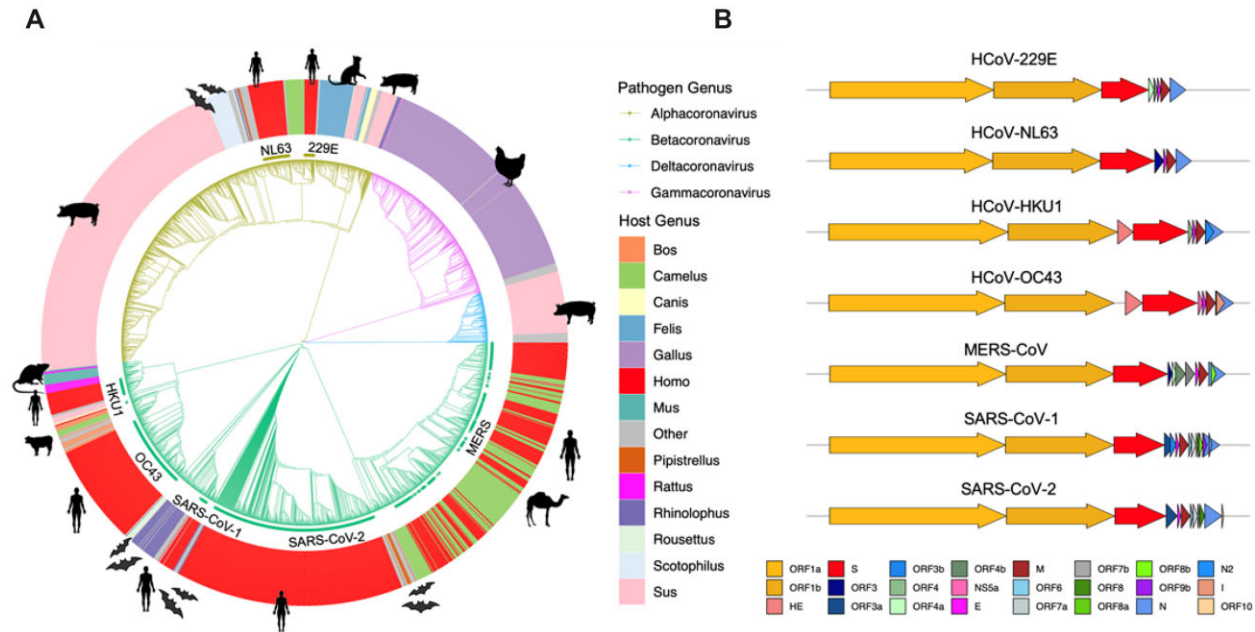 A
B
NL63
229E
HKU1
OC43
SARS-CoV-1
SARS-CoV-2
MERS
Pathogen Genus
Alphacoronavirus
Betacoronavirus
Deltacoronavirus
Gammacoronavirus
Host Genus
Bos
Camelus
Canis
Felis
Gallus
Homo
Mus
Other
Pipistrellus
Rattus
Rhinolophus
Rousettus
Scotophilus
Sus
HCoV-229E
HCoV-NL63
HCoV-HKU1
HCoV-OC43
MERS-CoV
SARS-CoV-1
SARS-CoV-2
ORF1a S ORF3b ORF4b M ORF7b ORF8b N2
ORF1b ORF3 ORF4 NS5a ORF6 ORF8 ORF9b I
HE ORF3a ORF4a E ORF7a ORF8a N ORF10